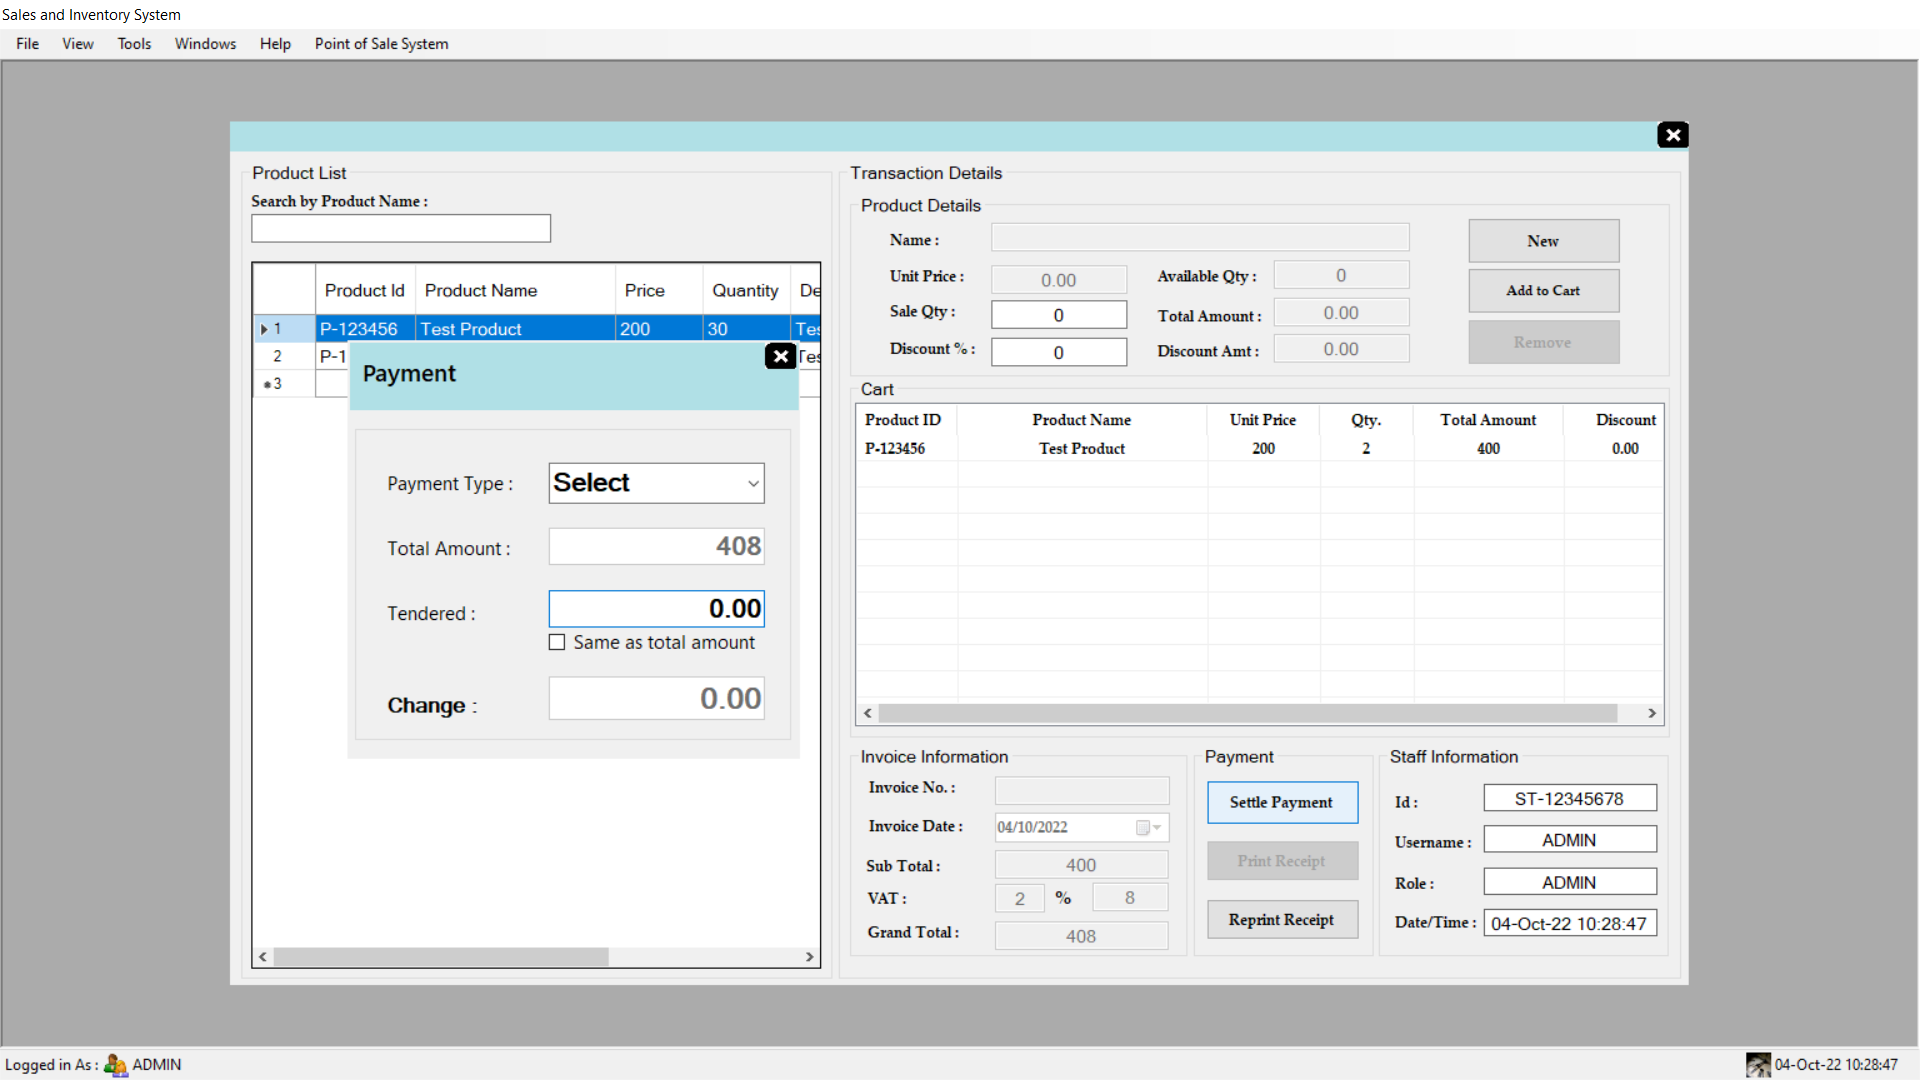 Sales and Inventory System
File View Tools Windows Help Point of Sale System
Product List
Search by Product Name :
Product Id Product Name Price Quantity De
1 P-123456 Test Product 200 30 Tes
2 P-1 Tes
3
Payment
Payment Type : Select
Total Amount : 408
Tendered : 0.00
Same as total amount
Change : 0.00
Transaction Details
Product Details
Name :
Unit Price : 0.00 Available Qty : 0
Sale Qty : 0 Total Amount : 0.00
Discount % : 0 Discount Amt : 0.00
New
Add to Cart
Remove
Cart
Product ID Product Name Unit Price Qty. Total Amount Discount
P-123456 Test Product 200 2 400 0.00
Invoice Information
Invoice No. :
Invoice Date : 04/10/2022
Sub Total : 400
VAT : 2 % 8
Grand Total : 408
Payment
Settle Payment
Print Receipt
Reprint Receipt
Staff Information
Id : ST-12345678
Username : ADMIN
Role : ADMIN
Date/Time : 04-Oct-22 10:28:47
Logged in As : ADMIN
04-Oct-22 10:28:47